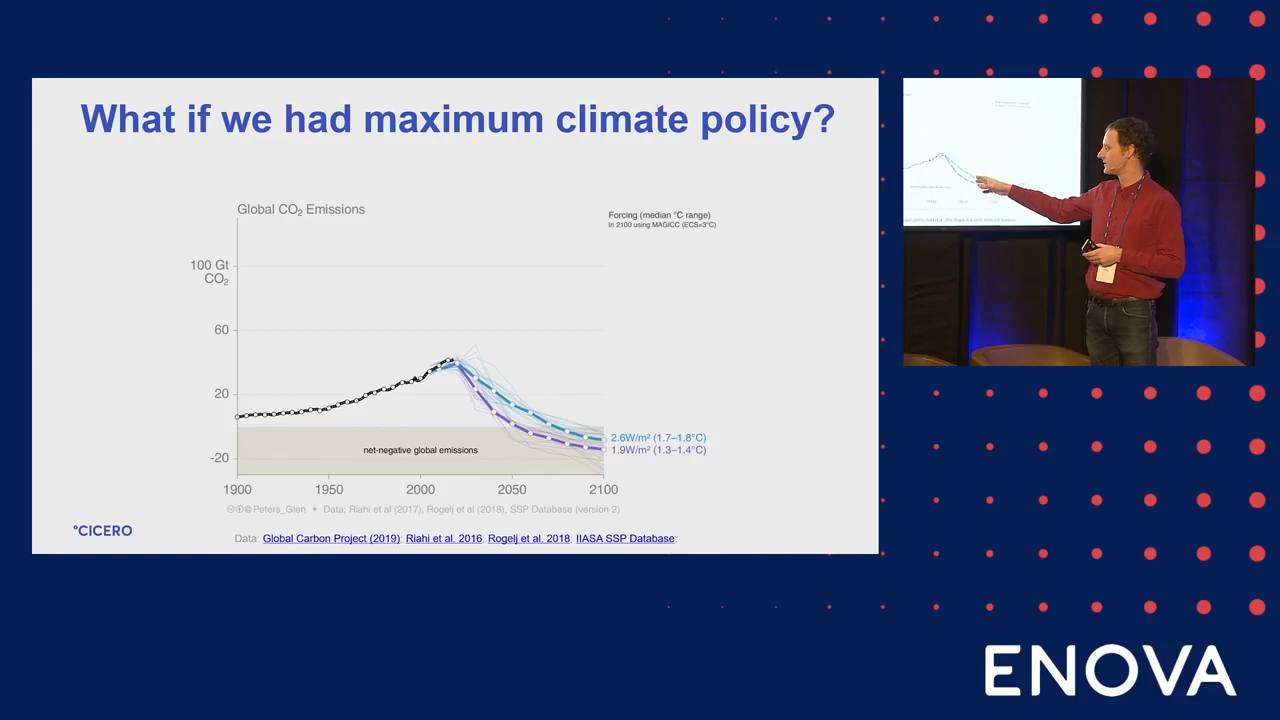 What if we had maximum climate policy?
Global CO₂ Emissions
Forcing (median °C range)
In 2100 using MAGICC (ECS=3°C)
100 Gt
CO₂
60
20
-20
net-negative global emissions
2.6W/m² (1.7–1.8°C)
1.9W/m² (1.3–1.4°C)
1900 1950 2000 2050 2100
@Peters_Glen • Data: Riahi et al (2017), Rogelj et al (2018), SSP Database (version 2)
°CICERO
Data: Global Carbon Project (2019); Riahi et al. 2016; Rogelj et al. 2018; IIASA SSP Database;
ENOVA